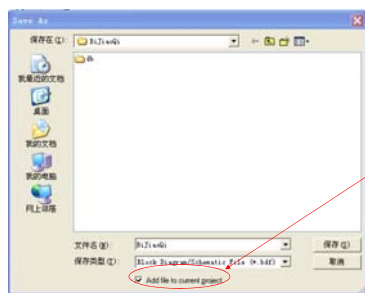 Save As
保存在(I):
BiJiaoQi
db
我最近的文档
桌面
我的文档
我的电脑
网上邻居
文件名(N):
BiJiaoQi
保存(S)
保存类型(T):
Block Diagram/Schematic File (*.bdf)
取消
Add file to current project